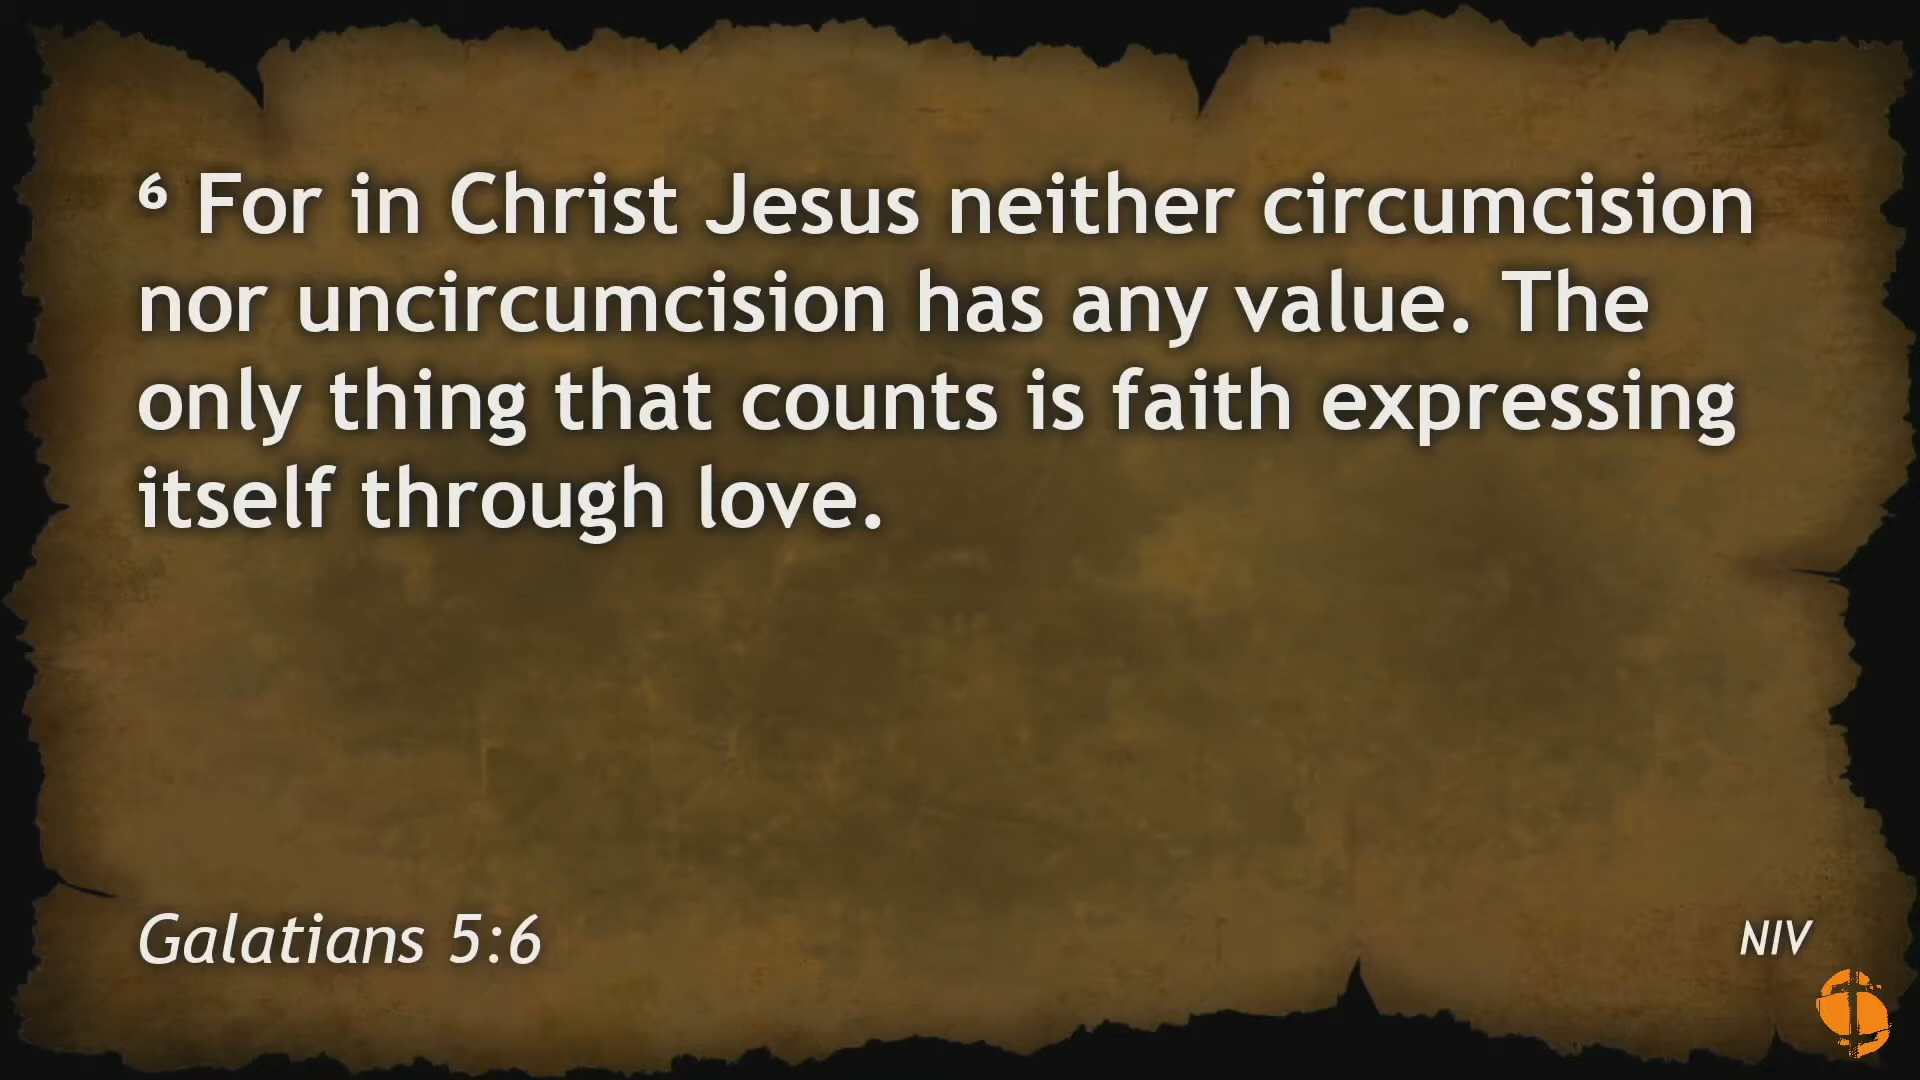 ⁶ For in Christ Jesus neither circumcision
nor uncircumcision has any value. The
only thing that counts is faith expressing
itself through love.
Galatians 5:6
NIV